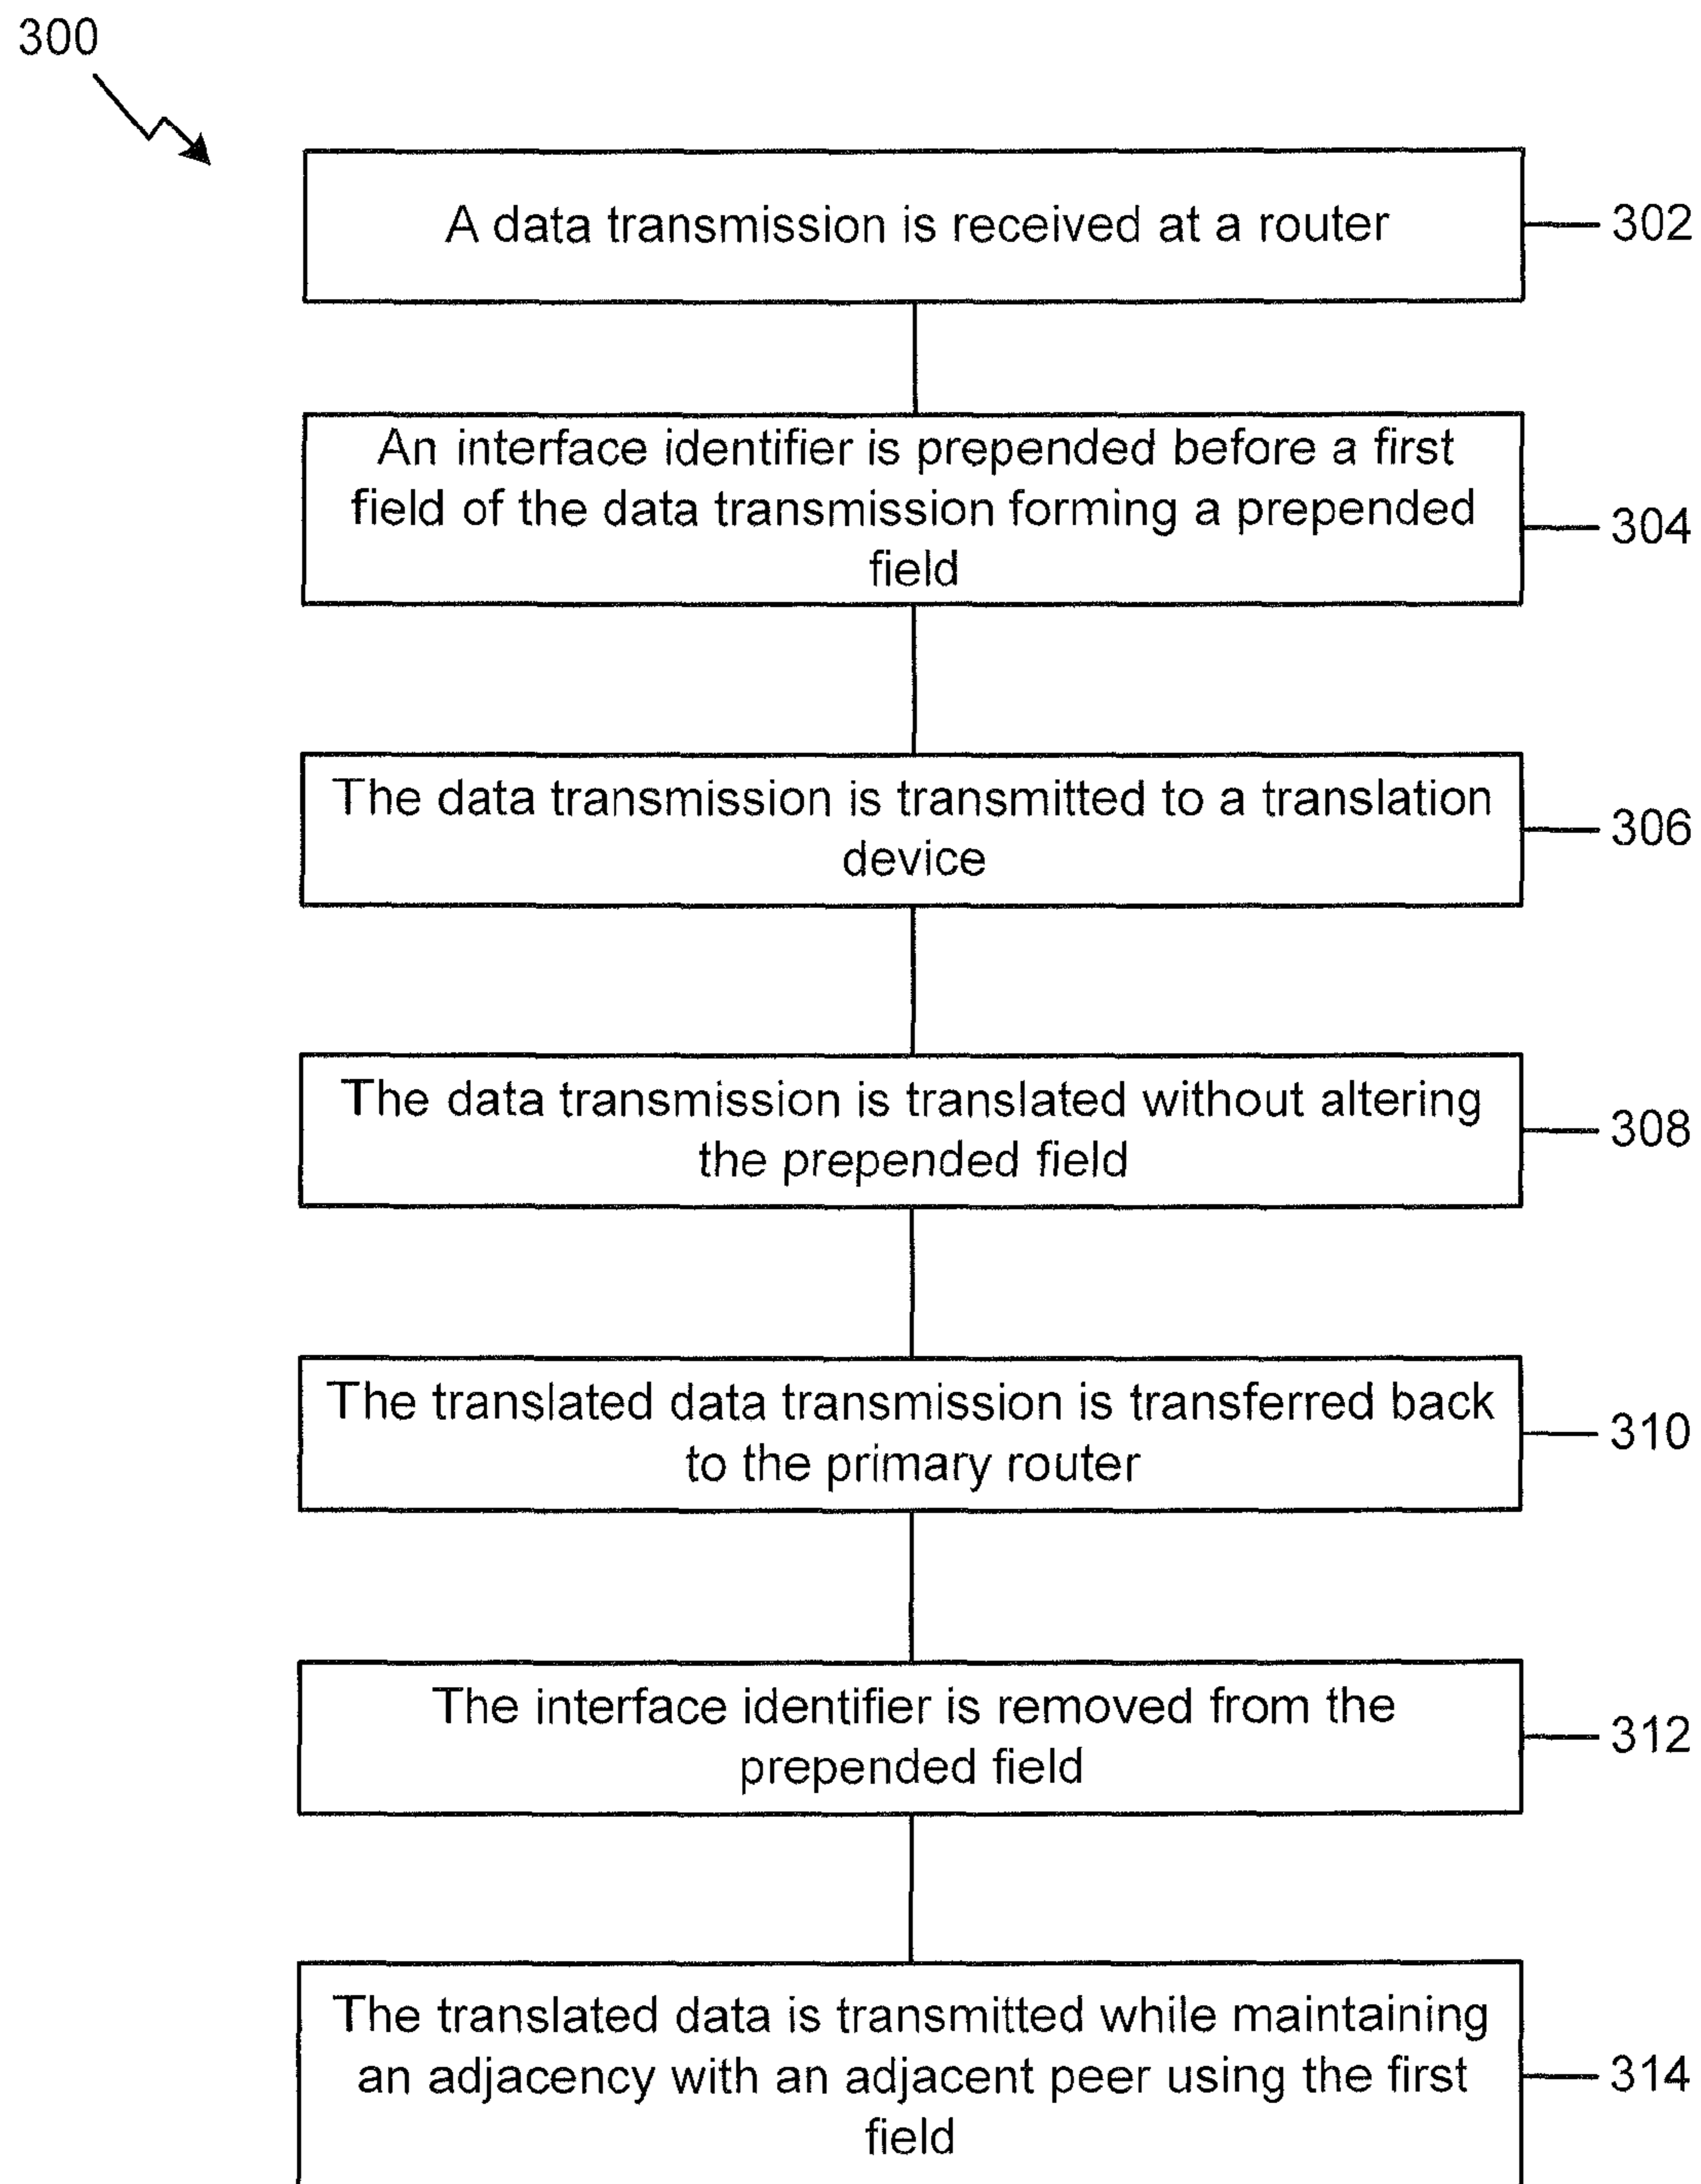 300
A data transmission is received at a router
302
An interface identifier is prepended before a first
field of the data transmission forming a prepended
field
304
The data transmission is transmitted to a translation
device
306
The data transmission is translated without altering
the prepended field
308
The translated data transmission is transferred back
to the primary router
310
The interface identifier is removed from the
prepended field
312
The translated data is transmitted while maintaining
an adjacency with an adjacent peer using the first
field
314